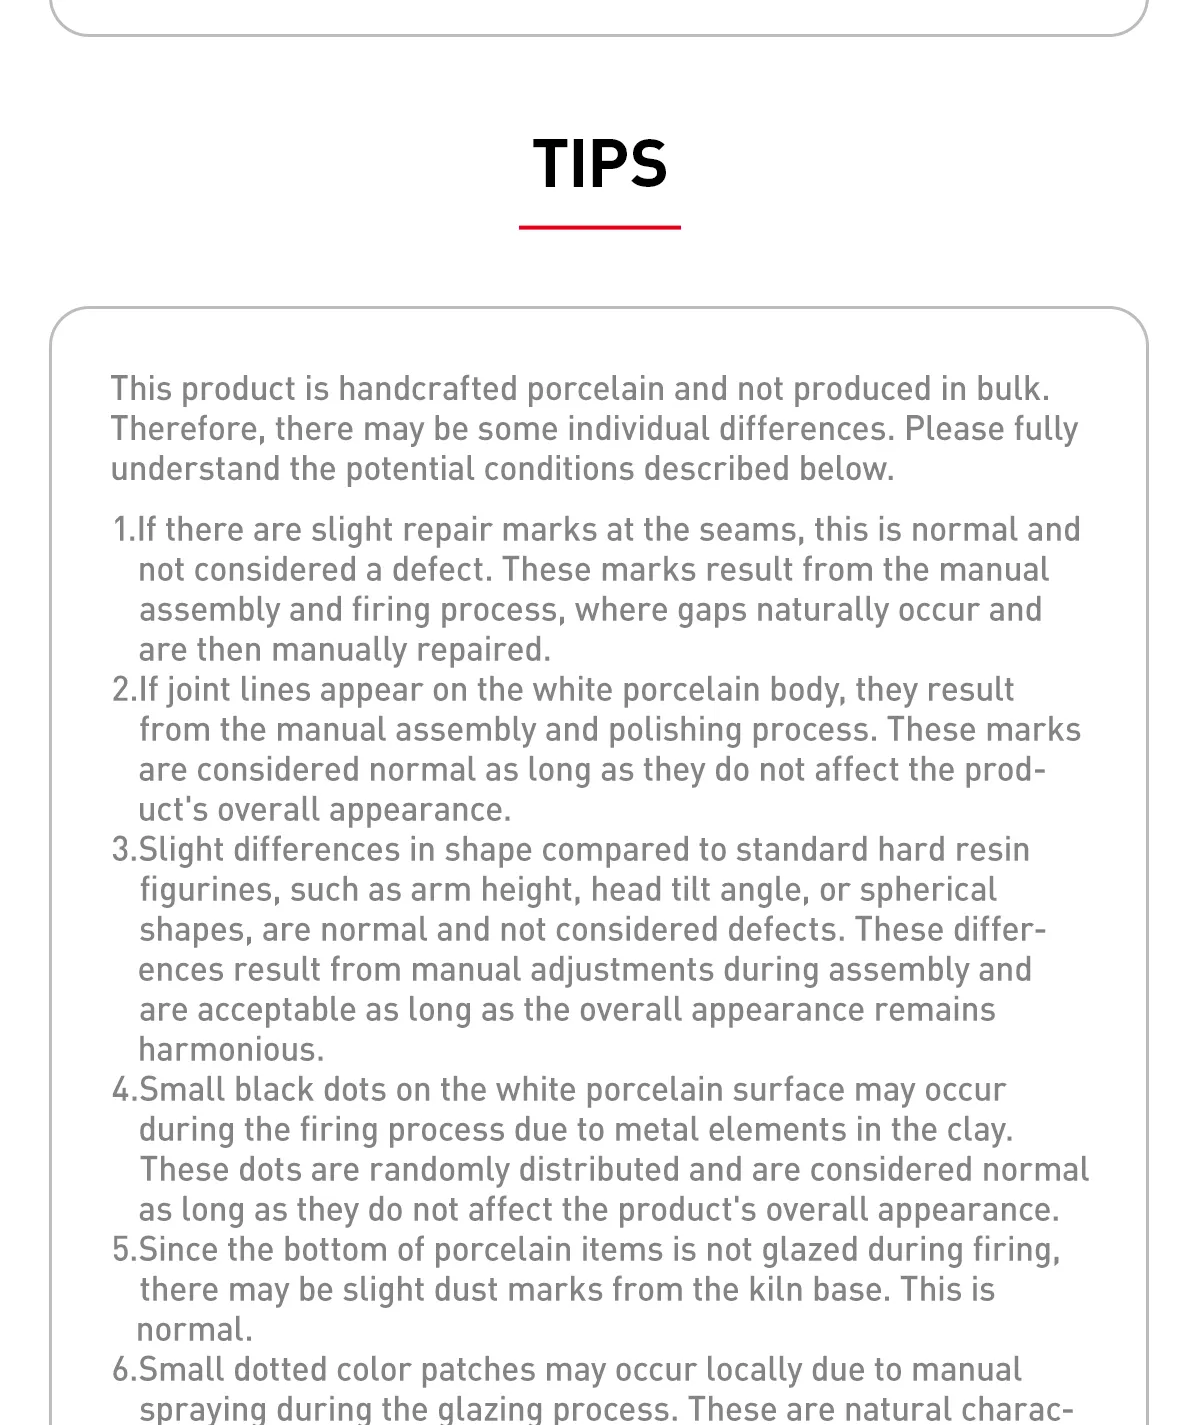 TIPS
This product is handcrafted porcelain and not produced in bulk.
Therefore, there may be some individual differences. Please fully
understand the potential conditions described below.
1.If there are slight repair marks at the seams, this is normal and
not considered a defect. These marks result from the manual
assembly and firing process, where gaps naturally occur and
are then manually repaired.
2.If joint lines appear on the white porcelain body, they result
from the manual assembly and polishing process. These marks
are considered normal as long as they do not affect the prod-
uct's overall appearance.
3.Slight differences in shape compared to standard hard resin
figurines, such as arm height, head tilt angle, or spherical
shapes, are normal and not considered defects. These differ-
ences result from manual adjustments during assembly and
are acceptable as long as the overall appearance remains
harmonious.
4.Small black dots on the white porcelain surface may occur
during the firing process due to metal elements in the clay.
These dots are randomly distributed and are considered normal
as long as they do not affect the product's overall appearance.
5.Since the bottom of porcelain items is not glazed during firing,
there may be slight dust marks from the kiln base. This is
normal.
6.Small dotted color patches may occur locally due to manual
spraying during the glazing process. These are natural charac-